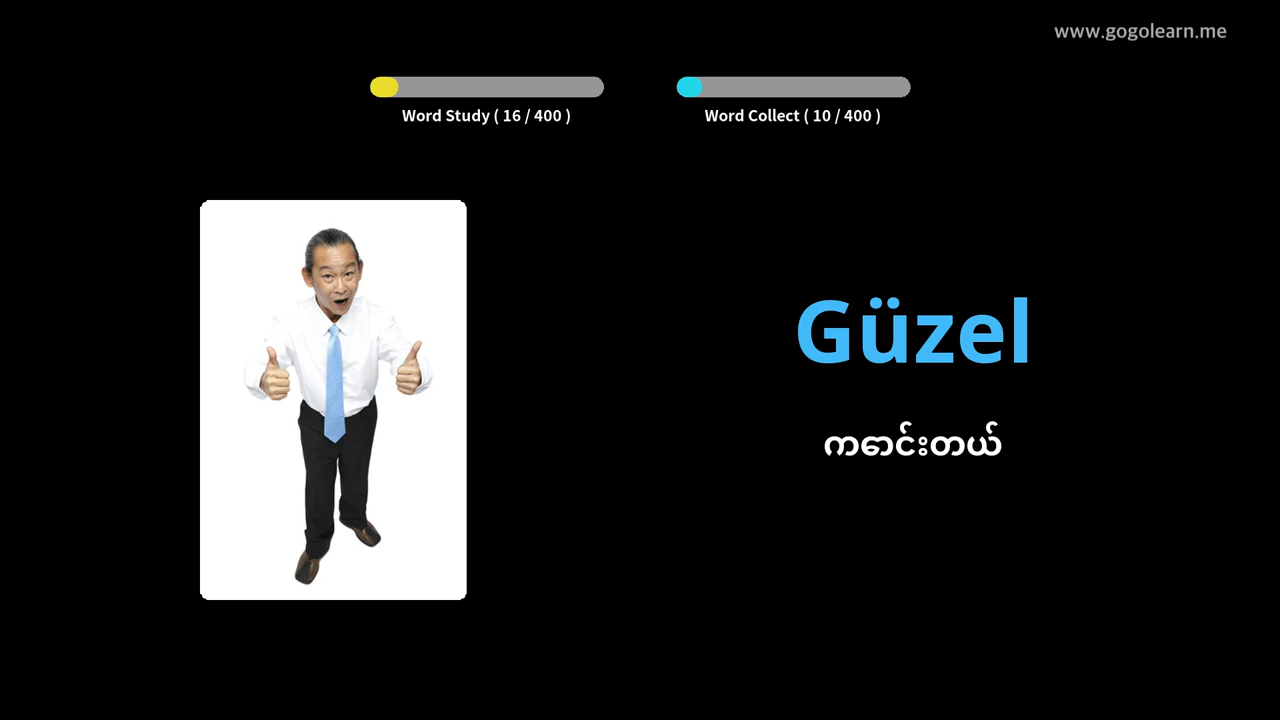 www.gogolearn.me
Word Study ( 16 / 400 )
Word Collect ( 10 / 400 )
Güzel
ကောင်းတယ်